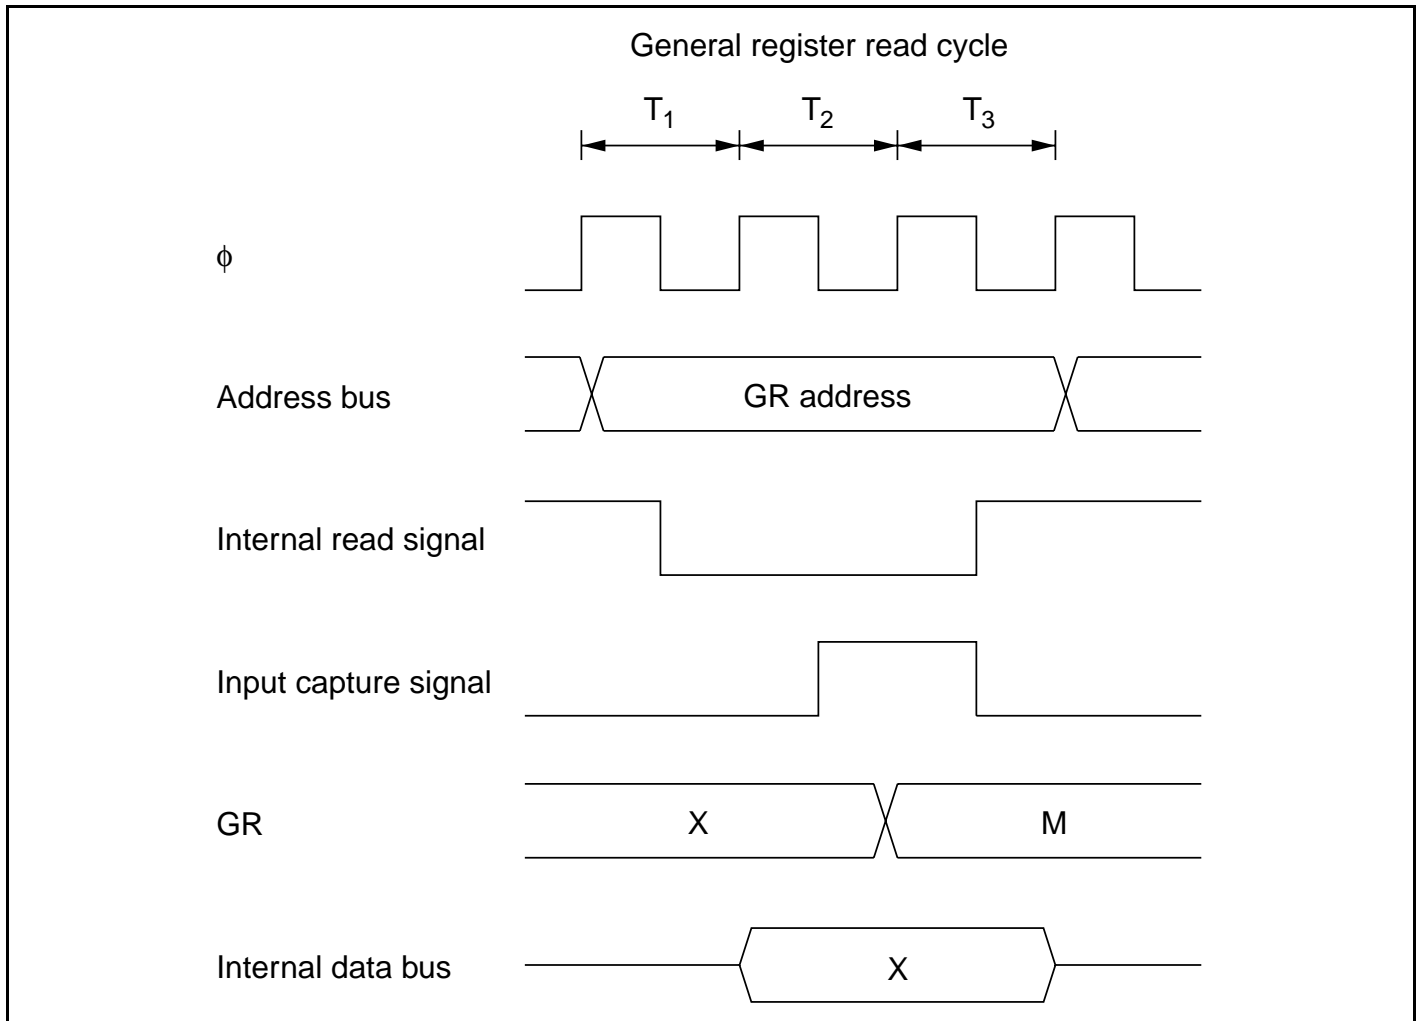 General register read cycle
T1 T2 T3
ϕ
Address bus GR address
Internal read signal
Input capture signal
GR X M
Internal data bus X